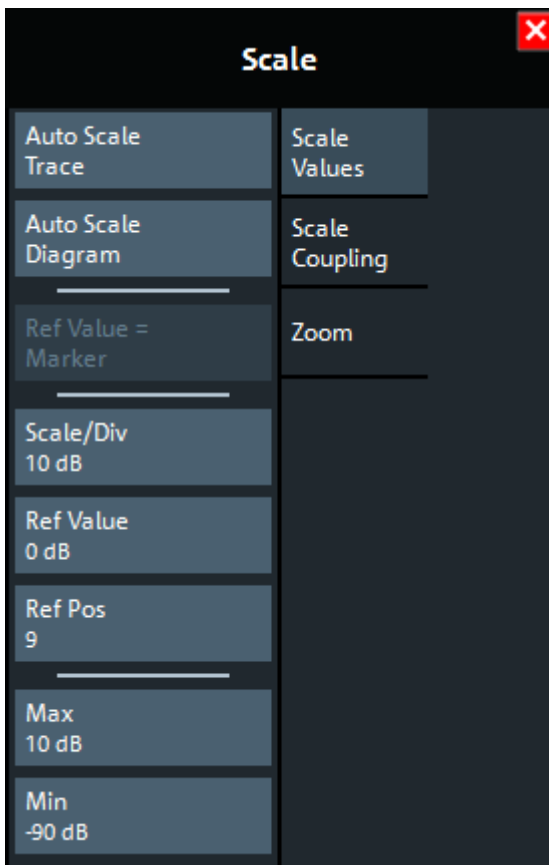 Scale
Auto Scale
Trace
Auto Scale
Diagram
Ref Value =
Marker
Scale/Div
10 dB
Ref Value
0 dB
Ref Pos
9
Max
10 dB
Min
-90 dB
Scale
Values
Scale
Coupling
Zoom